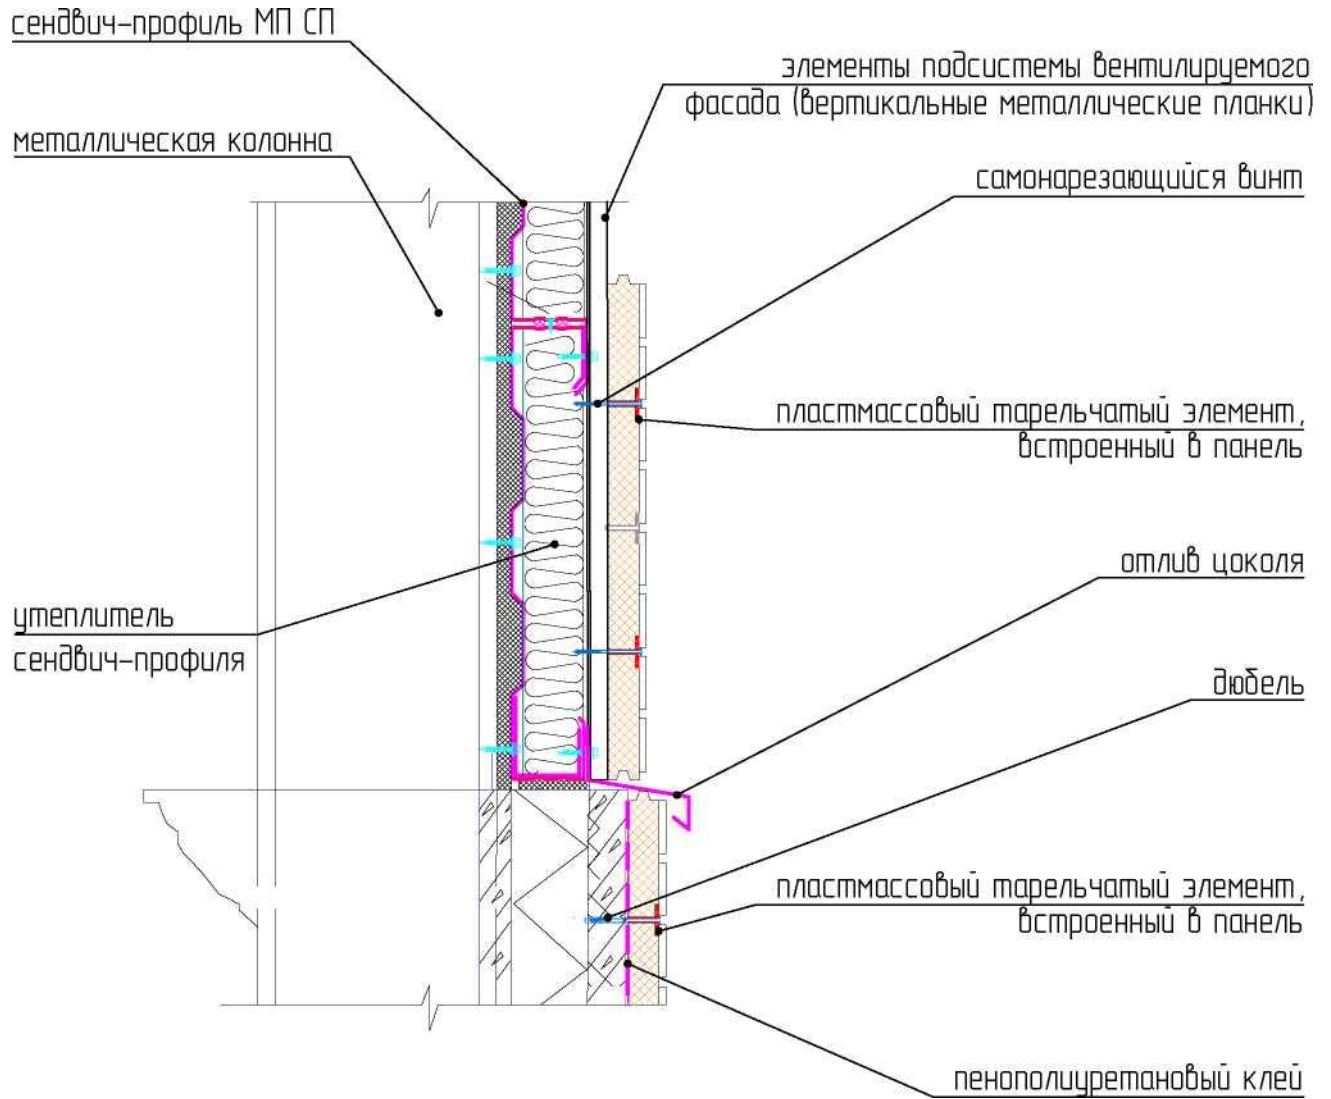 сендвич-профиль МП СП
элементы подсистемы вентилируемого
фасада (вертикальные металлические планки)
металлическая колонна
самонарезающийся винт
пластмассовый тарельчатый элемент,
встроенный в панель
отлив цоколя
утеплитель
сендвич-профиля
дюбель
пластмассовый тарельчатый элемент,
встроенный в панель
пенополиуретановый клей